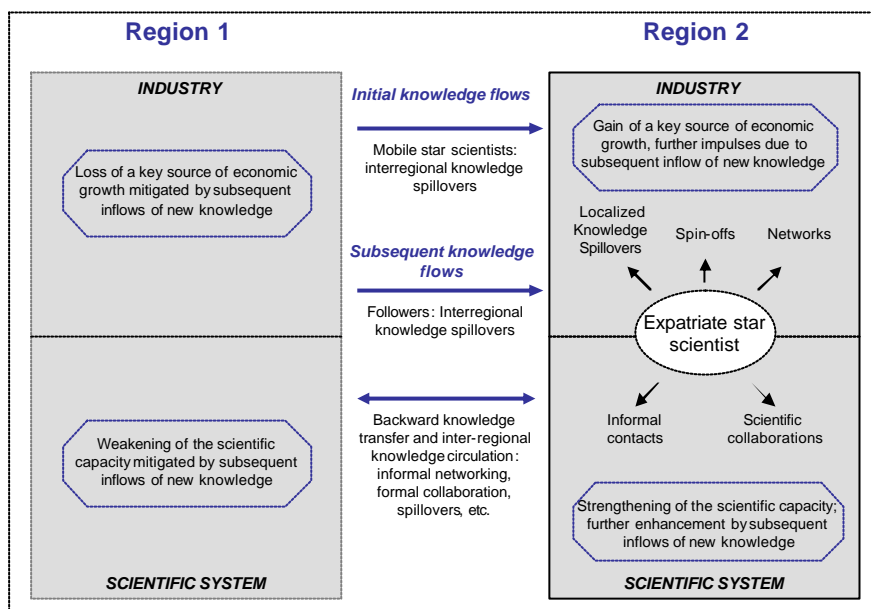 Region 1
Region 2
INDUSTRY
Loss of a key source of economic
growth mitigated by subsequent
inflows of new knowledge
Weakening of the scientific
capacity mitigated by subsequent
inflows of new knowledge
SCIENTIFIC SYSTEM
Initial knowledge flows
Mobile star scientists:
interregional knowledge
spillovers
Subsequent knowledge
flows
Followers: Interregional
knowledge spillovers
Backward knowledge
transfer and inter-regional
knowledge circulation:
informal networking,
formal collaboration,
spillovers, etc.
INDUSTRY
Gain of a key source of economic
growth, further impulses due to
subsequent inflow of new knowledge
Localized
Knowledge
Spillovers
Spin-offs
Networks
Expatriate star
scientist
Informal
contacts
Scientific
collaborations
Strengthening of the scientific capacity;
further enhancement by subsequent
inflows of new knowledge
SCIENTIFIC SYSTEM